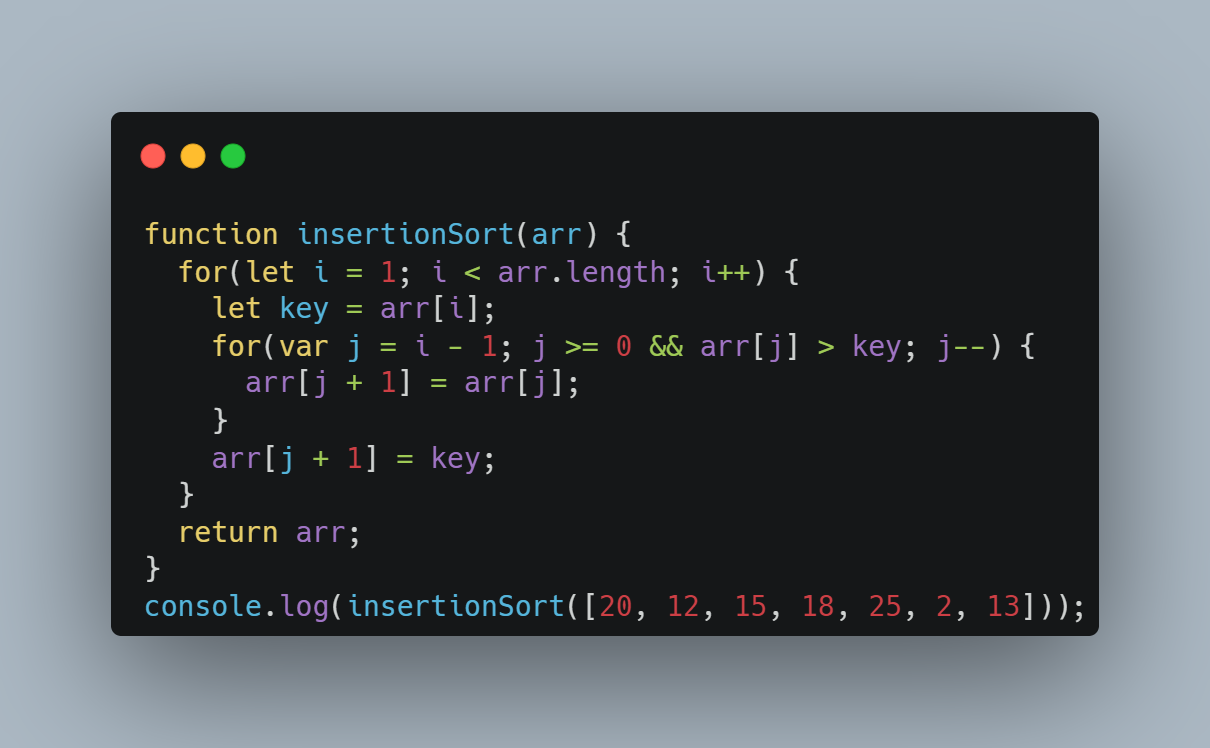 function insertionSort(arr) {
  for(let i = 1; i < arr.length; i++) {
    let key = arr[i];
    for(var j = i - 1; j >= 0 && arr[j] > key; j--) {
      arr[j + 1] = arr[j];
    }
    arr[j + 1] = key;
  }
  return arr;
}
console.log(insertionSort([20, 12, 15, 18, 25, 2, 13]));